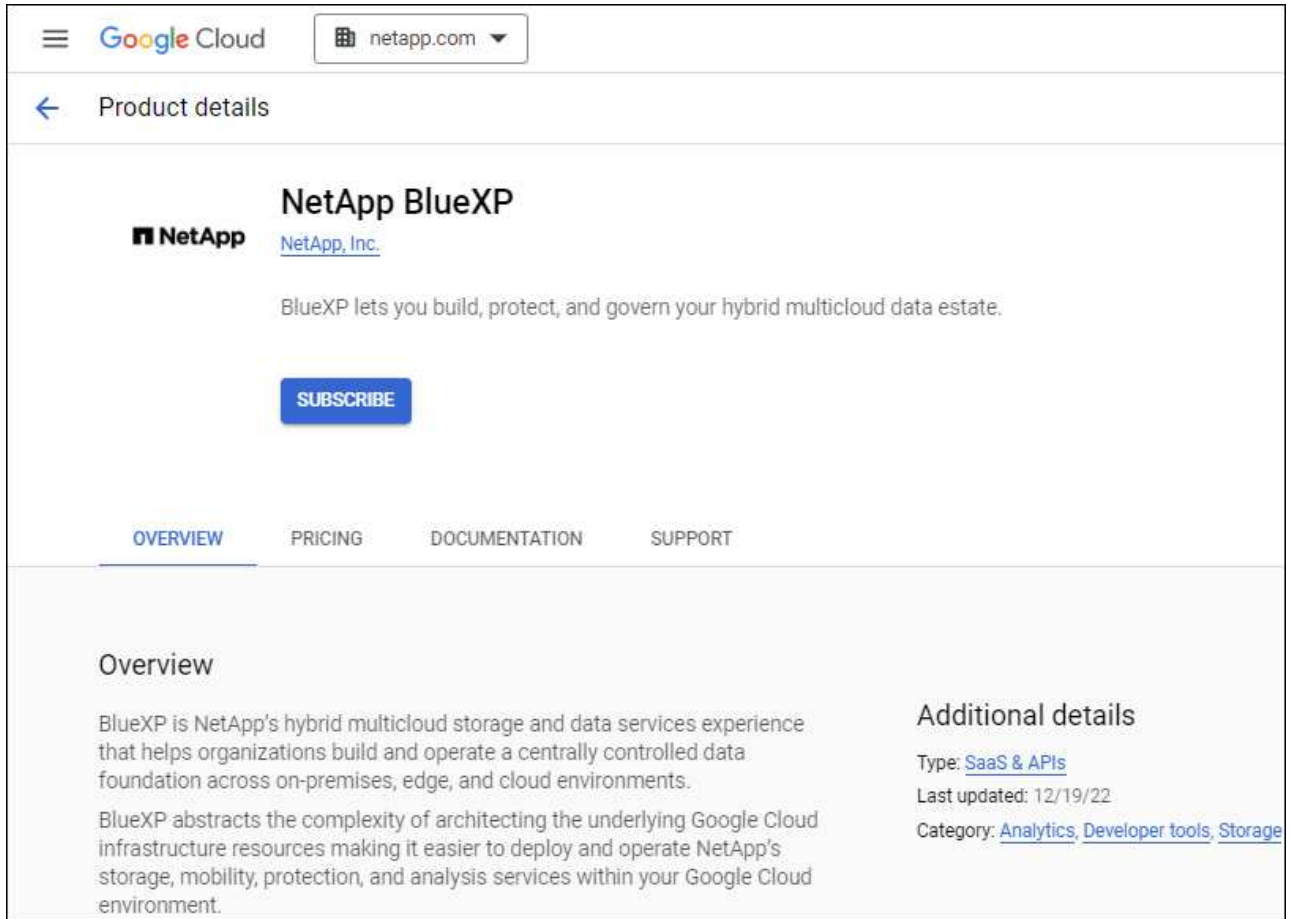 Google Cloud
netapp.com
Product details
NetApp BlueXP
NetApp
NetApp, Inc.
BlueXP lets you build, protect, and govern your hybrid multicloud data estate.
SUBSCRIBE
OVERVIEW
PRICING
DOCUMENTATION
SUPPORT
Overview
BlueXP is NetApp's hybrid multicloud storage and data services experience
that helps organizations build and operate a centrally controlled data
foundation across on-premises, edge, and cloud environments.
BlueXP abstracts the complexity of architecting the underlying Google Cloud
infrastructure resources making it easier to deploy and operate NetApp's
storage, mobility, protection, and analysis services within your Google Cloud
environment.
Additional details
Type: SaaS & APIs
Last updated: 12/19/22
Category: Analytics, Developer tools, Storage